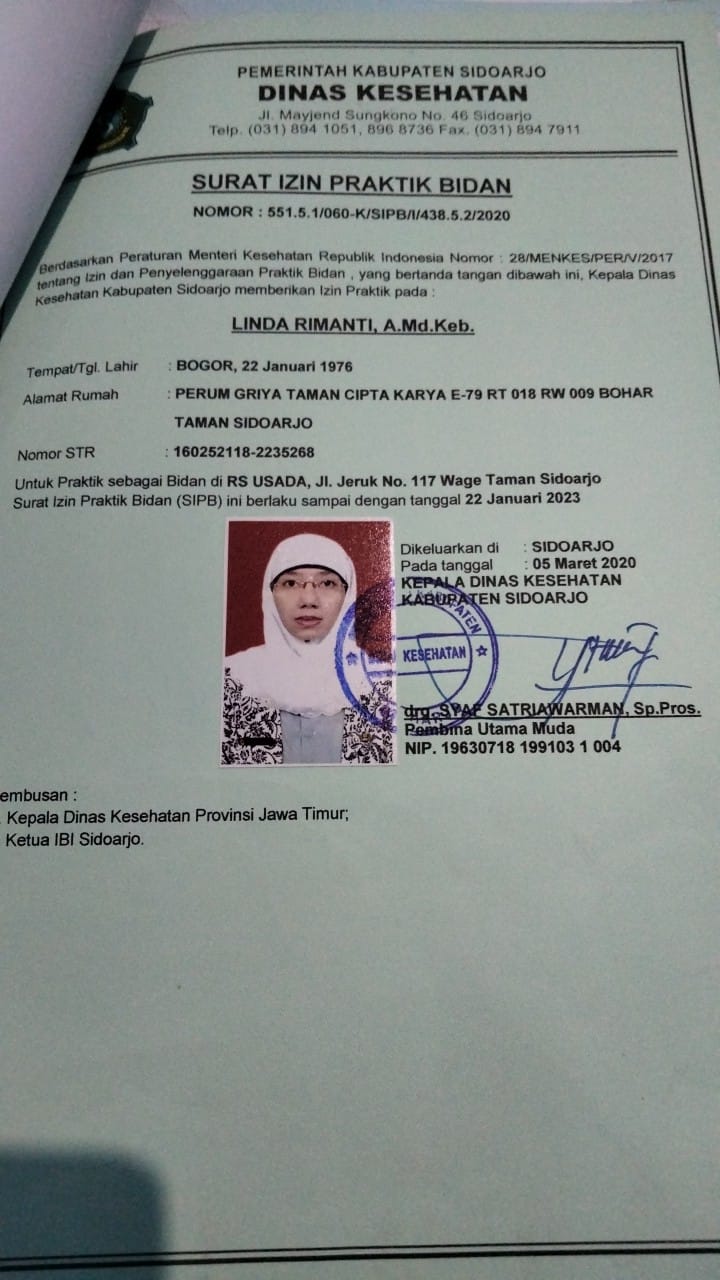 PEMERINTAH KABUPATEN SIDOARJO
DINAS KESEHATAN
Jl. Mayjend Sungkono No. 46 Sidoarjo
Telp. (031) 894 1051, 896 8736 Fax. (031) 894 7911
SURAT IZIN PRAKTIK BIDAN
NOMOR : 551.5.1/060-K/SIPB/I/438.5.2/2020
Berdasarkan Peraturan Menteri Kesehatan Republik Indonesia Nomor : 28/MENKES/PER/V/2017
tentang Izin dan Penyelenggaraan Praktik Bidan , yang bertanda tangan dibawah ini, Kepala Dinas
Kesehatan Kabupaten Sidoarjo memberikan Izin Praktik pada :
LINDA RIMANTI, A.Md.Keb.
Tempat/Tgl. Lahir : BOGOR, 22 Januari 1976
Alamat Rumah : PERUM GRIYA TAMAN CIPTA KARYA E-79 RT 018 RW 009 BOHAR
TAMAN SIDOARJO
Nomor STR : 160252118-2235268
Untuk Praktik sebagai Bidan di RS USADA, Jl. Jeruk No. 117 Wage Taman Sidoarjo
Surat Izin Praktik Bidan (SIPB) ini berlaku sampai dengan tanggal 22 Januari 2023
Dikeluarkan di : SIDOARJO
Pada tanggal : 05 Maret 2020
KEPALA DINAS KESEHATAN
KABUPATEN SIDOARJO
KABUPATEN
KESEHATAN
drg. SYAF SATRIAWARMAN, Sp.Pros.
Pembina Utama Muda
NIP. 19630718 199103 1 004
embusan :
Kepala Dinas Kesehatan Provinsi Jawa Timur;
Ketua IBI Sidoarjo.